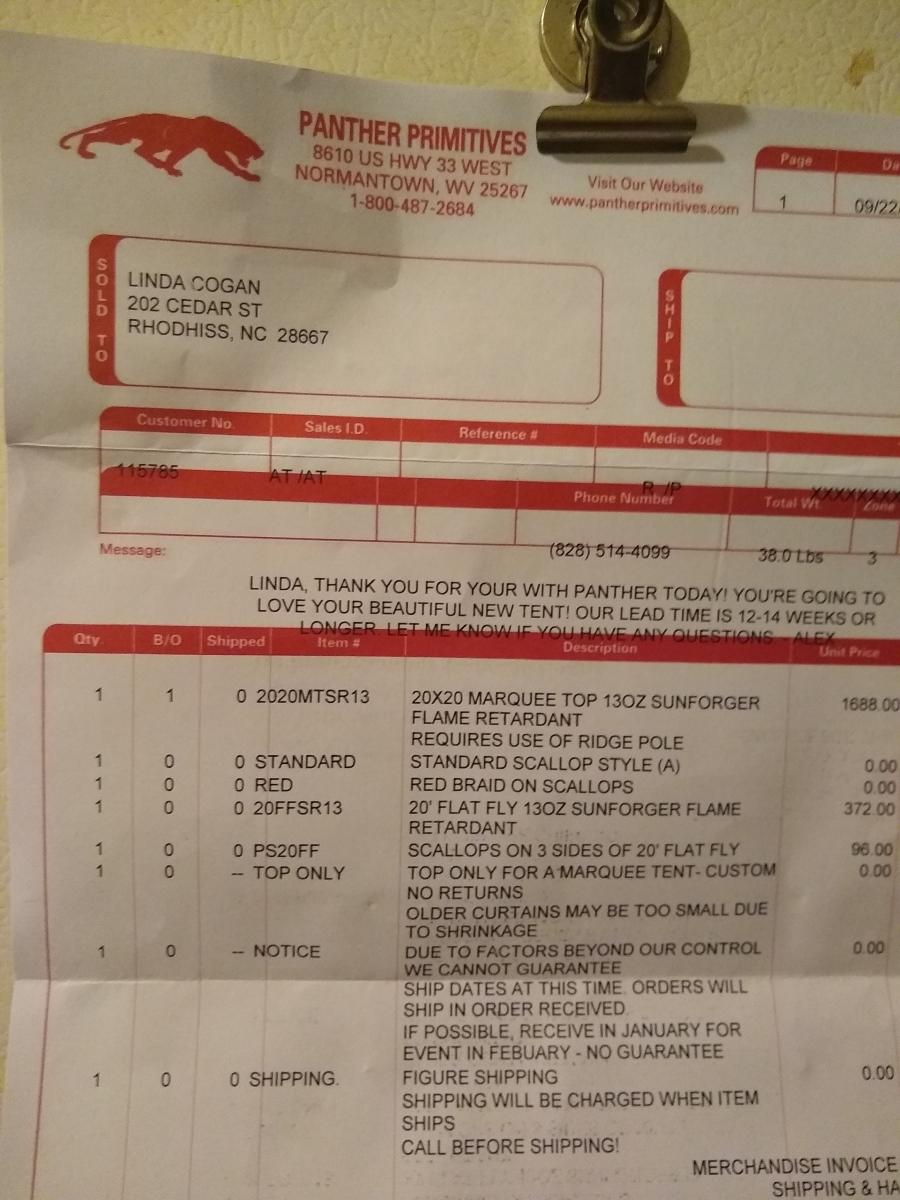 PANTHER PRIMITIVES
8610 US HWY 33 WEST
NORMANTOWN, WV 25267
1-800-487-2684
Visit Our Website
www.pantherprimitives.com
Page
1 09/22
SOLD TO
LINDA COGAN
202 CEDAR ST
RHODHISS, NC 28667
SHIP TO
Customer No. Sales I.D. Reference # Media Code
115785 AT /AT R /P XXXXXXXX
Phone Number Total Wt. Zone
(828) 514-4099 38.0 Lbs 3
Message:
LINDA, THANK YOU FOR YOUR WITH PANTHER TODAY! YOU'RE GOING TO
LOVE YOUR BEAUTIFUL NEW TENT! OUR LEAD TIME IS 12-14 WEEKS OR
LONGER. LET ME KNOW IF YOU HAVE ANY QUESTIONS. - ALEX
Qty. B/O Shipped Item # Description Unit Price
1 1 0 2020MTSR13 20X20 MARQUEE TOP 13OZ SUNFORGER 1688.00
FLAME RETARDANT
REQUIRES USE OF RIDGE POLE
1 0 0 STANDARD STANDARD SCALLOP STYLE (A) 0.00
1 0 0 RED RED BRAID ON SCALLOPS 0.00
1 0 0 20FFSR13 20' FLAT FLY 13OZ SUNFORGER FLAME 372.00
RETARDANT
1 0 0 PS20FF SCALLOPS ON 3 SIDES OF 20' FLAT FLY 96.00
1 0 -- TOP ONLY TOP ONLY FOR A MARQUEE TENT- CUSTOM 0.00
NO RETURNS
OLDER CURTAINS MAY BE TOO SMALL DUE
TO SHRINKAGE
1 0 -- NOTICE DUE TO FACTORS BEYOND OUR CONTROL 0.00
WE CANNOT GUARANTEE
SHIP DATES AT THIS TIME. ORDERS WILL
SHIP IN ORDER RECEIVED.
IF POSSIBLE, RECEIVE IN JANUARY FOR
EVENT IN FEBUARY - NO GUARANTEE
1 0 0 SHIPPING. FIGURE SHIPPING 0.00
SHIPPING WILL BE CHARGED WHEN ITEM
SHIPS
CALL BEFORE SHIPPING!
MERCHANDISE INVOICE
SHIPPING & HA